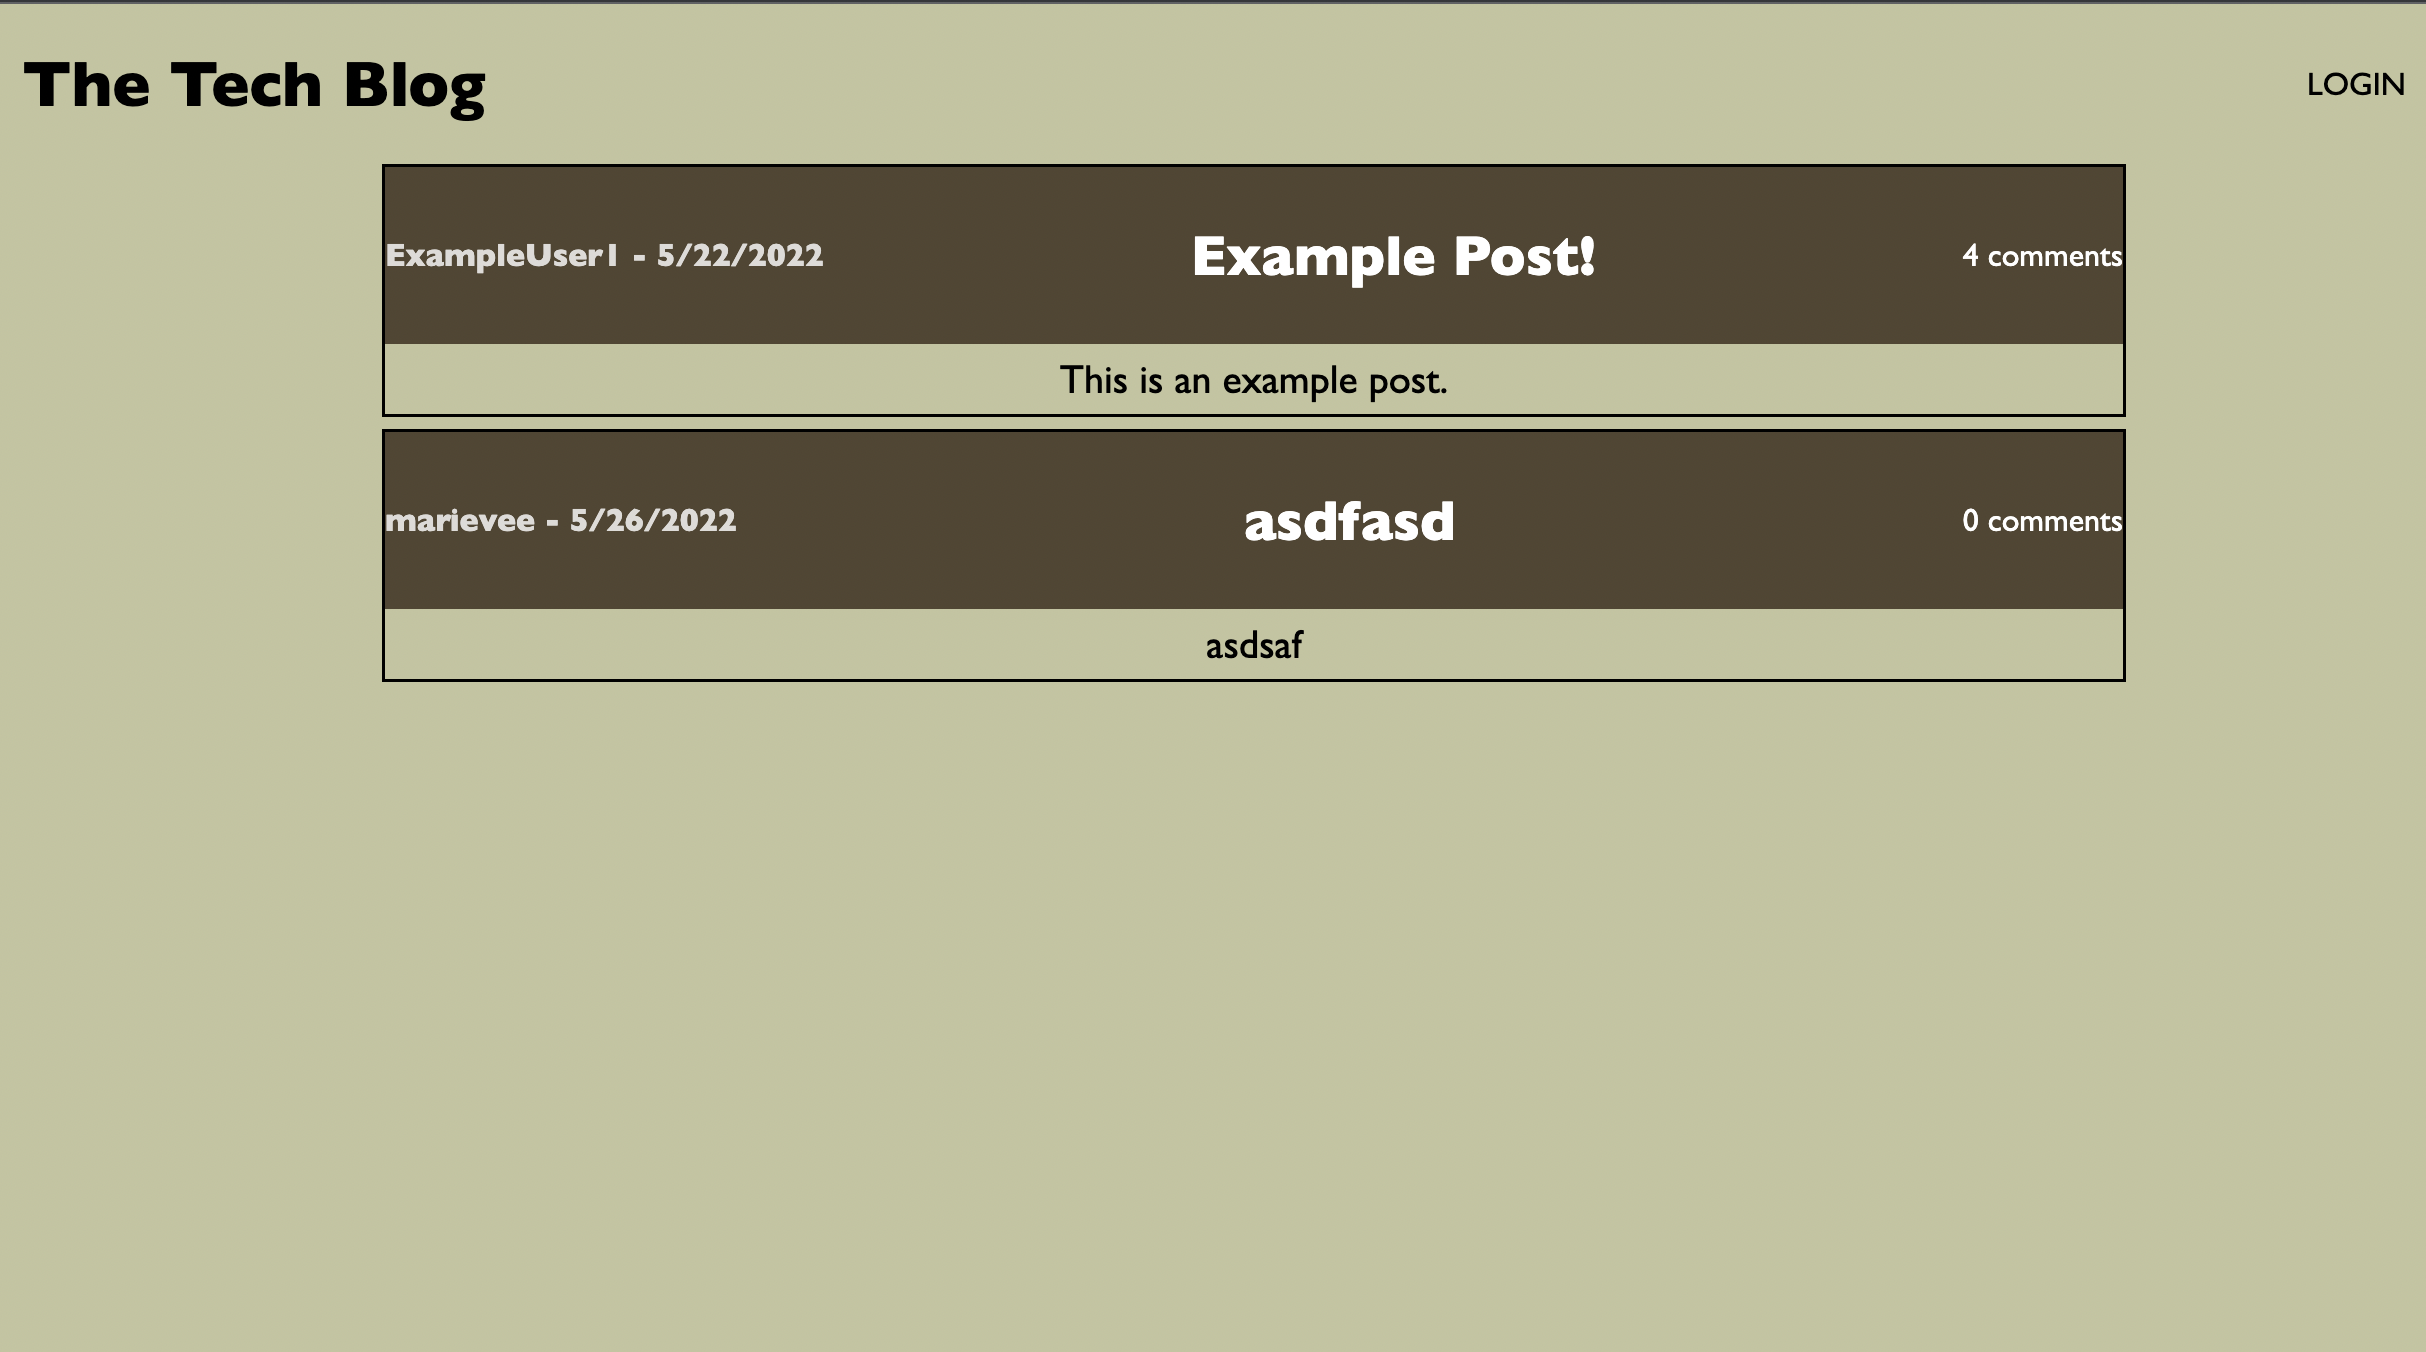 The Tech Blog
LOGIN
ExampleUser1 - 5/22/2022
Example Post!
4 comments
This is an example post.
marievee - 5/26/2022
asdfasd
0 comments
asdsaf